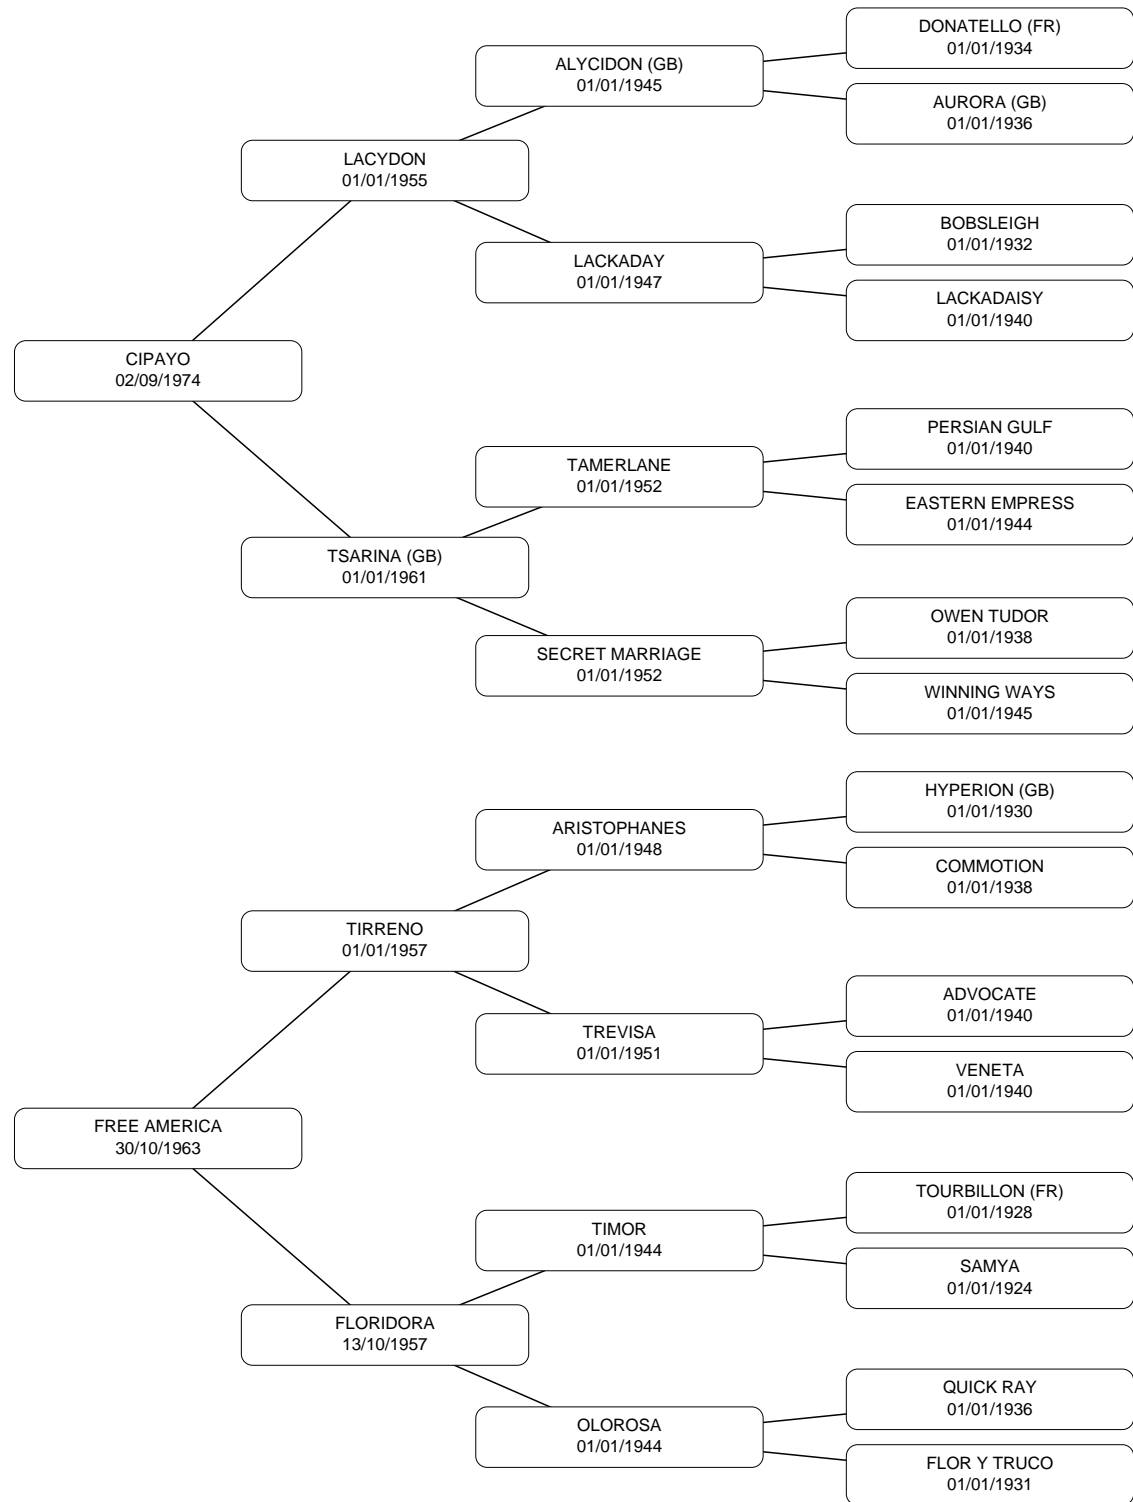 DONATELLO (FR)
01/01/1934
ALYCIDON (GB)
01/01/1945
AURORA (GB)
01/01/1936
LACYDON
01/01/1955
BOBSLEIGH
01/01/1932
LACKADAY
01/01/1947
LACKADAISY
01/01/1940
CIPAYO
02/09/1974
PERSIAN GULF
01/01/1940
TAMERLANE
01/01/1952
EASTERN EMPRESS
01/01/1944
TSARINA (GB)
01/01/1961
OWEN TUDOR
01/01/1938
SECRET MARRIAGE
01/01/1952
WINNING WAYS
01/01/1945
HYPERION (GB)
01/01/1930
ARISTOPHANES
01/01/1948
COMMOTION
01/01/1938
TIRRENO
01/01/1957
ADVOCATE
01/01/1940
TREVISA
01/01/1951
VENETA
01/01/1940
FREE AMERICA
30/10/1963
TOURBILLON (FR)
01/01/1928
TIMOR
01/01/1944
SAMYA
01/01/1924
FLORIDORA
13/10/1957
QUICK RAY
01/01/1936
OLOROSA
01/01/1944
FLOR Y TRUCO
01/01/1931